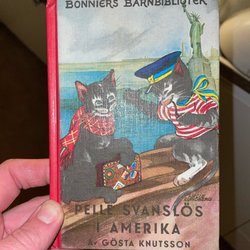 BONNIERS BARNBIBLIOTEK
PELLE SVANSLÖS
I AMERIKA
AV GÖSTA KNUTSSON